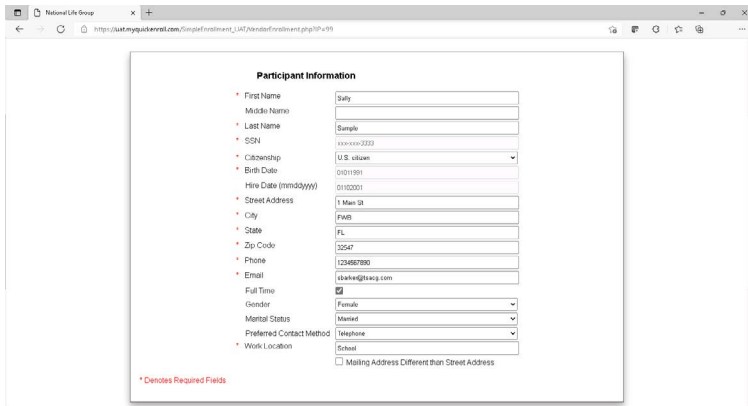 National Life Group
https://uat.myquickenroll.com/SimpleEnrollment_UAT/VendorEnrollment.php?IP=99
Participant Information
* First Name Sally
Middle Name
* Last Name Sample
* SSN xxx-xxx-3333
* Citizenship U.S. citizen
* Birth Date 01011991
Hire Date (mmddyyyy) 01102001
* Street Address 1 Main St
* City FWB
* State FL
* Zip Code 32547
* Phone 1234567890
* Email sbarker@tsacg.com
Full Time
Gender Female
Marital Status Married
Preferred Contact Method Telephone
* Work Location School
Mailing Address Different than Street Address
* Denotes Required Fields